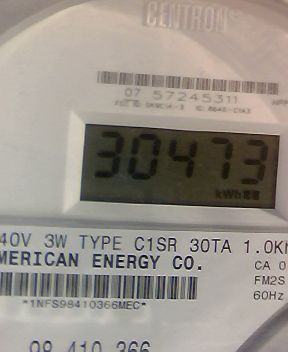 CENTRON®
07 57245311
30473
kWh
40V 3W TYPE C1SR 30TA 1.0K
MERICAN ENERGY CO.
CA 0
FM2S
60Hz
*1NFS98410366MEC*
98 410 366